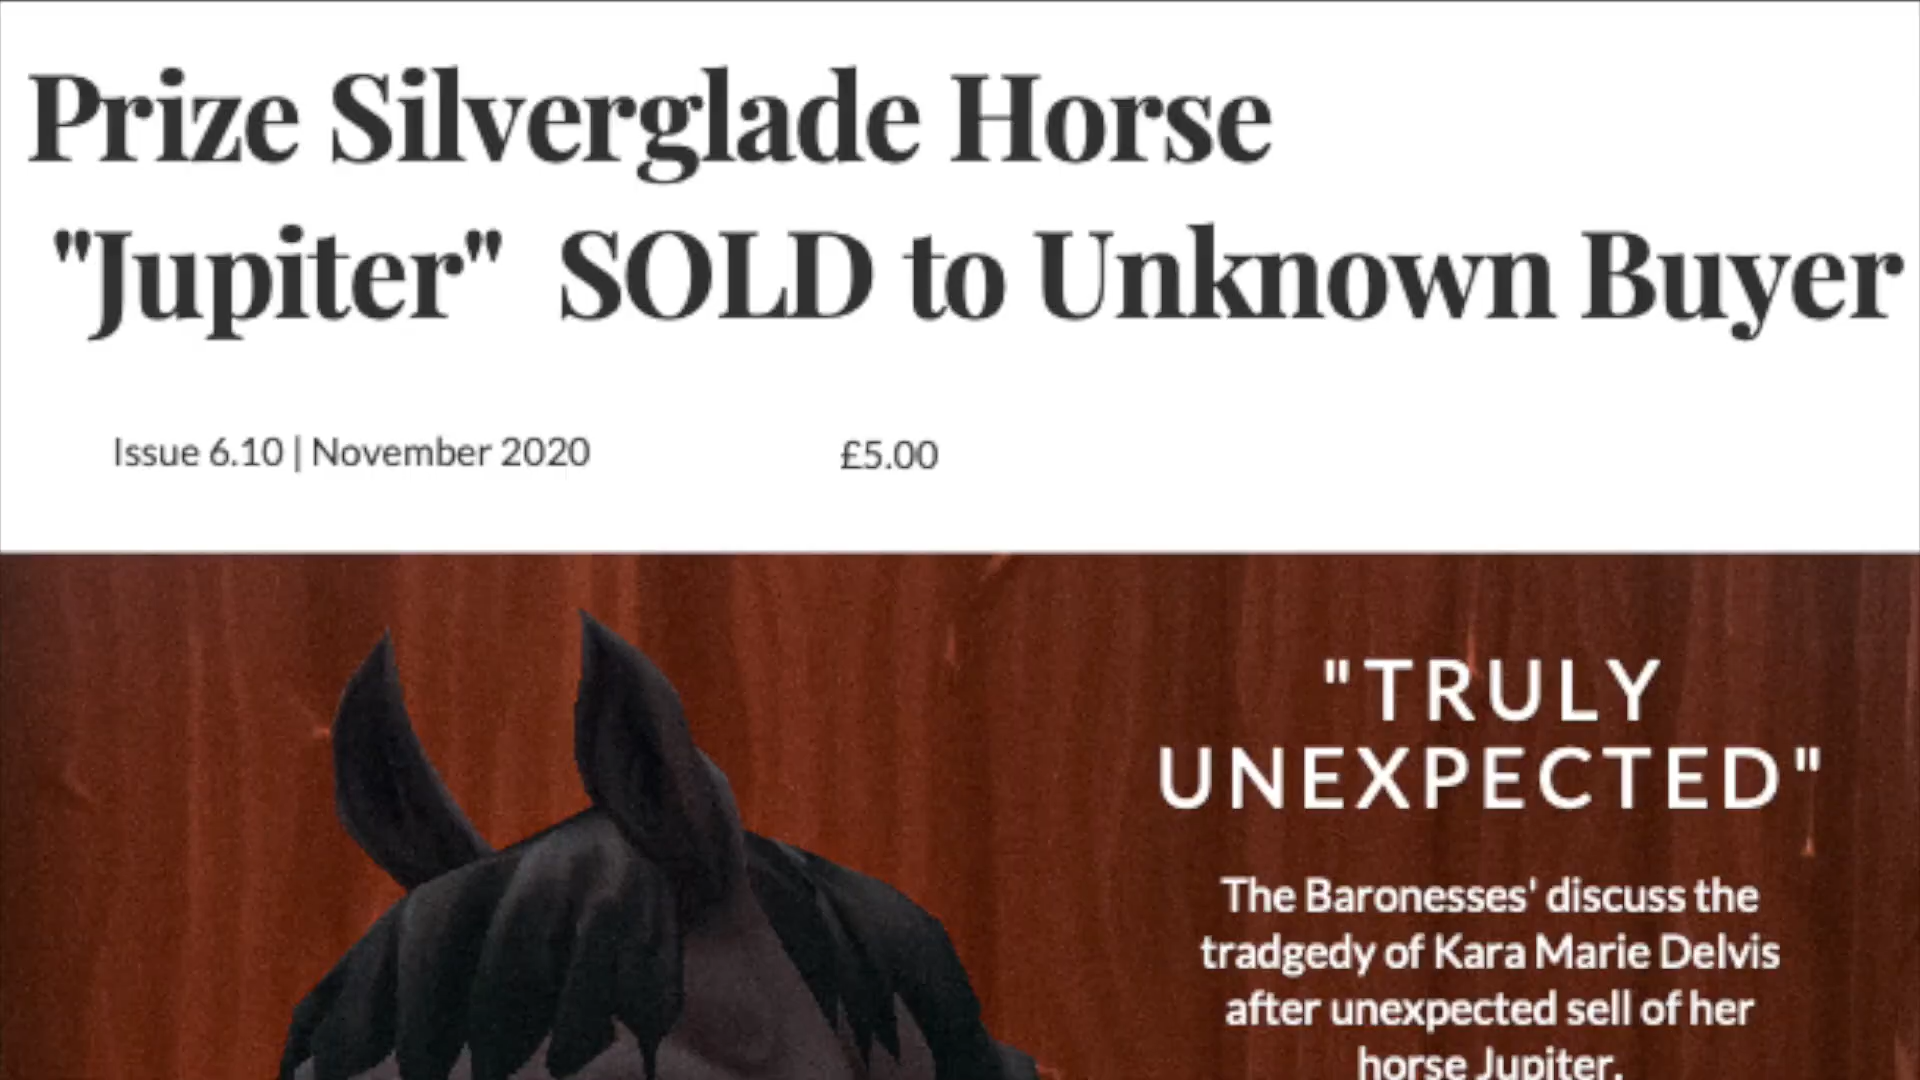 Prize Silverglade Horse
"Jupiter" SOLD to Unknown Buyer
Issue 6.10 | November 2020 £5.00
"TRULY
UNEXPECTED"
The Baronesses' discuss the
tradgedy of Kara Marie Delvis
after unexpected sell of her
horse Jupiter.